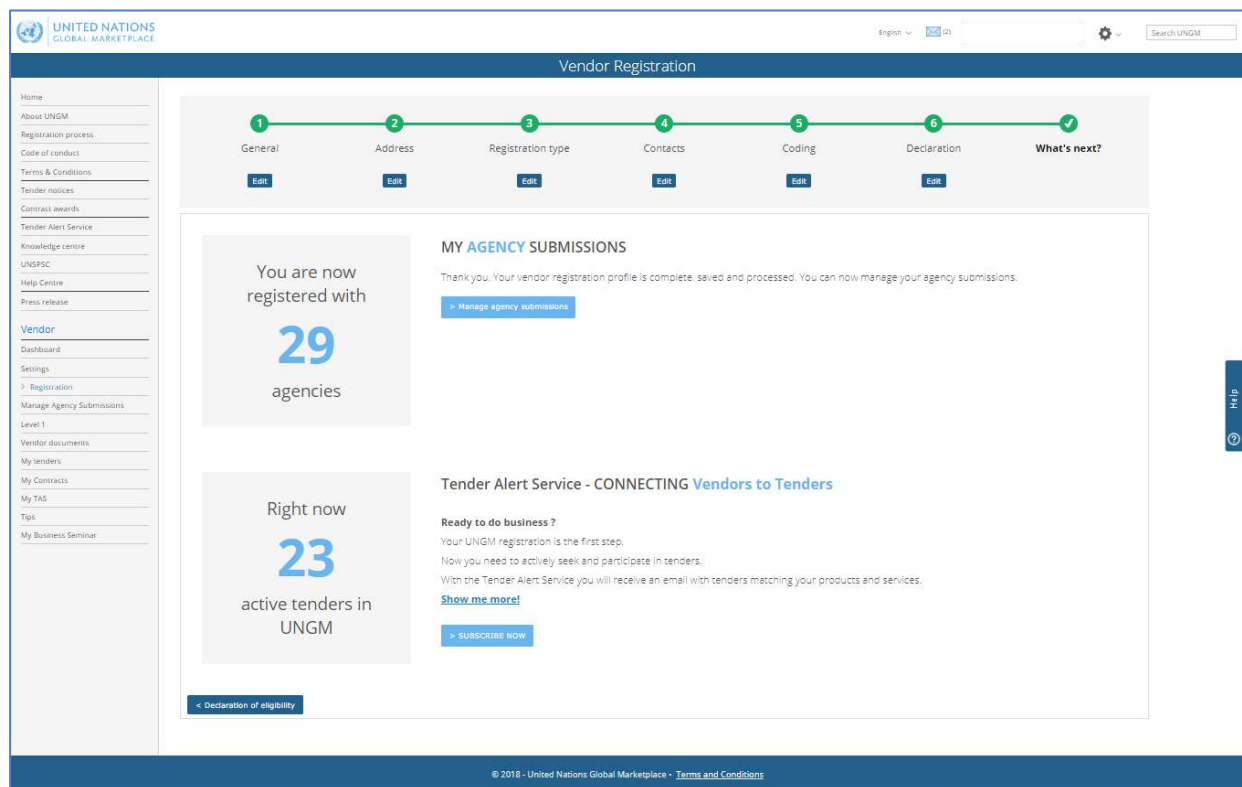 UNITED NATIONS
GLOBAL MARKETPLACE
English
(2)
Search UNGM
Vendor Registration
Home
About UNGM
Registration process
Code of conduct
Terms & Conditions
Tender notices
Contract awards
Tender Alert Service
Knowledge centre
UNSPSC
Help Centre
Press release
Vendor
Dashboard
Settings
> Registration
Manage Agency Submissions
Level 1
Vendor documents
My tenders
My Contracts
My TAS
Tips
My Business Seminar
1 2 3 4 5 6
General Address Registration type Contacts Coding Declaration What's next?
Edit Edit Edit Edit Edit Edit
You are now
registered with
29
agencies
MY AGENCY SUBMISSIONS
Thank you. Your vendor registration profile is complete, saved and processed. You can now manage your agency submissions.
> Manage agency submissions
Right now
23
active tenders in
UNGM
Tender Alert Service - CONNECTING Vendors to Tenders
Ready to do business ?
Your UNGM registration is the first step.
Now you need to actively seek and participate in tenders.
With the Tender Alert Service you will receive an email with tenders matching your products and services.
Show me more!
> SUBSCRIBE NOW
< Declaration of eligibility
Help
© 2018 - United Nations Global Marketplace • Terms and Conditions